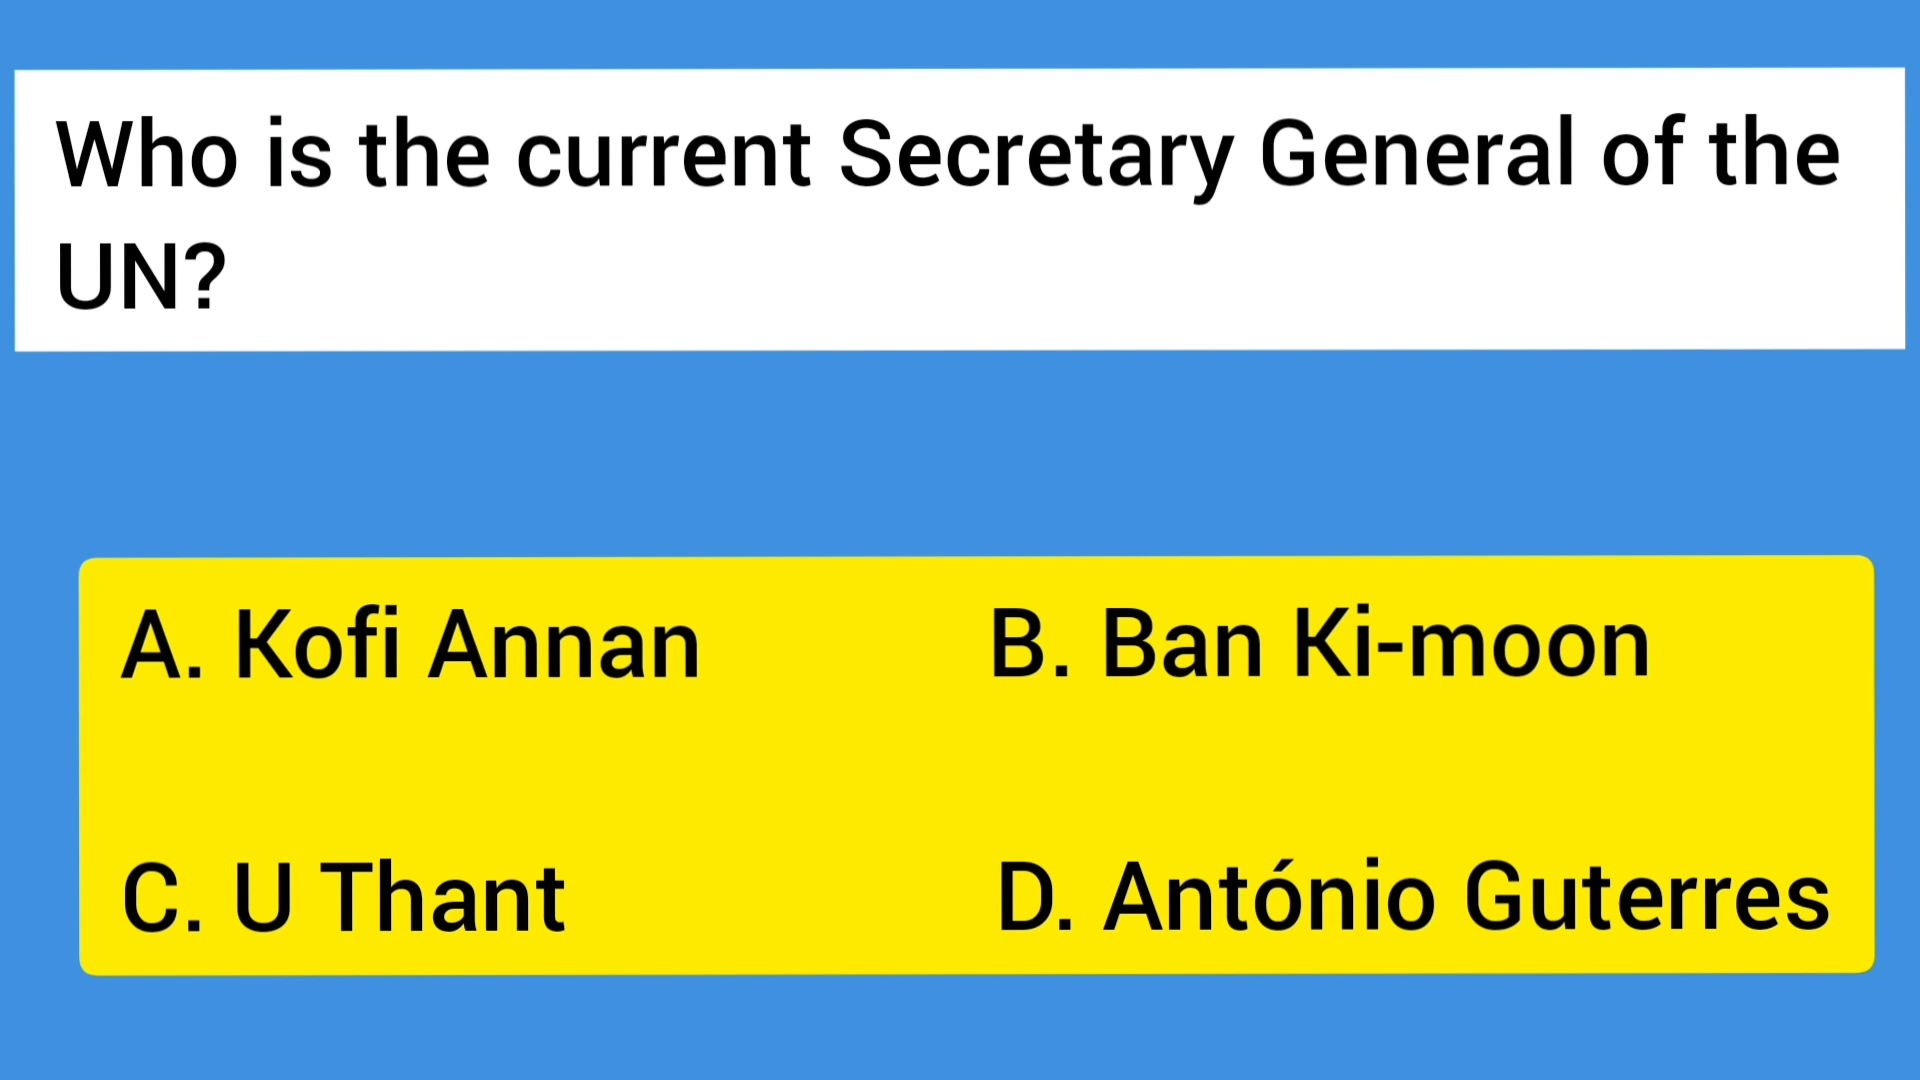 Who is the current Secretary General of the
UN?
A. Kofi Annan B. Ban Ki-moon
C. U Thant D. António Guterres